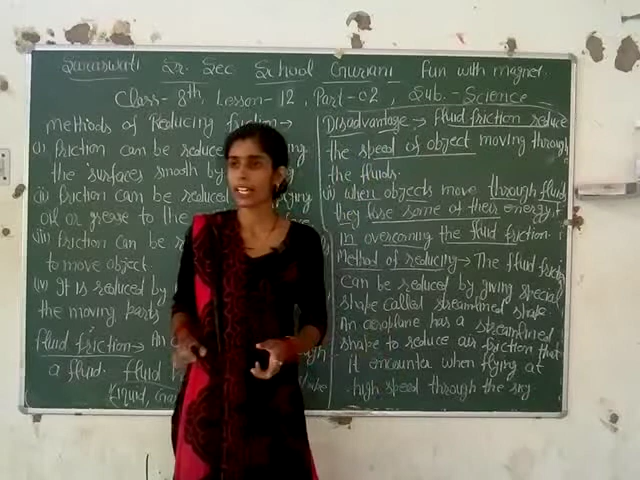 Saraswati Sr. Sec School Guriani Fun with magnet.
Class- 8th, Lesson-12, Part-02, Sub.-Science
Methods of Reducing friction→
(i) Friction can be reduce
the surfaces smooth by
(ii) Friction can be reduced
oil or grease to the
(iii) Friction can be
to move object.
(iv) It is reduced by
the moving parts
Fluid friction→ An
a fluid. Fluid
Disadvantage→ Fluid friction reduce
the speed of object moving through
the fluids.
(ii) When objects move through fluids
they lose some of their energy
in overcoming the fluid friction.
Method of reducing→ The fluid friction
can be reduced by giving special
shape called streamlined shape.
An aeroplane has a streamlined
shape to reduce air friction that
it encounter when flying at
high speed through the sky.